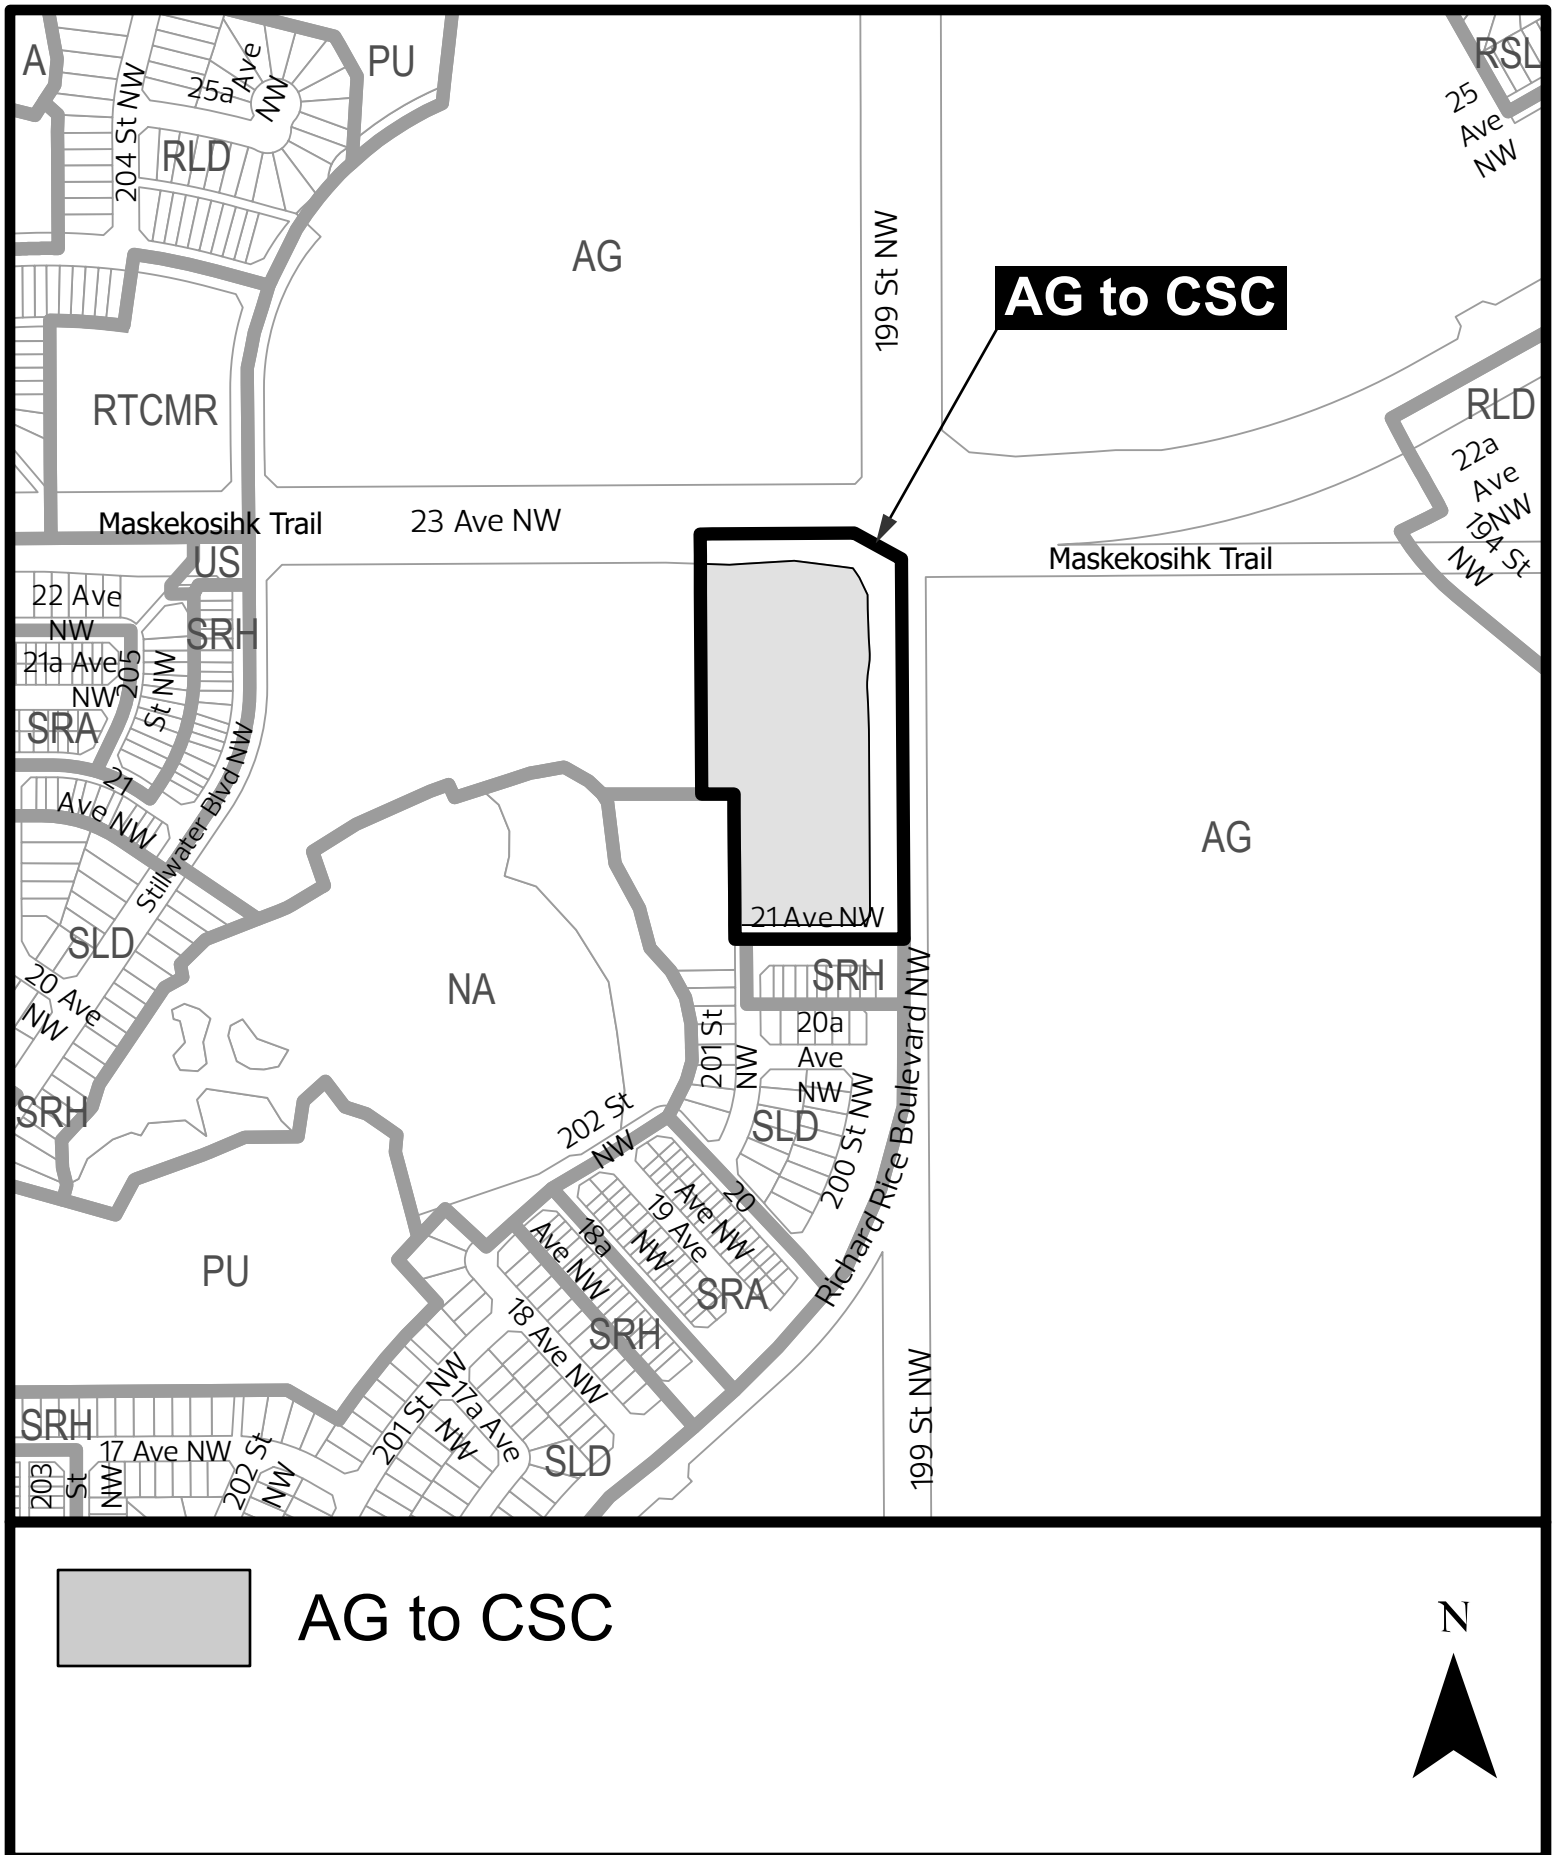 A
PU
RSL
25a
Ave
NW
204 St NW
RLD
25
Ave
NW
AG
199 St NW
AG to CSC
RTCMR
RLD
22a
Ave
NW
194 St
NW
Maskekosihk Trail
23 Ave NW
Maskekosihk Trail
US
22 Ave
NW
SRH
21a Ave
NW
205
St NW
SRA
21
Ave NW
Stillwater Blvd NW
AG
21 Ave NW
SLD
20 Ave
NW
NA
SRH
201 St
NW
20a
Ave
NW
SLD
200 St NW
Richard Rice Boulevard NW
SRH
202 St
NW
20
Ave NW
19 Ave
NW
18a
Ave NW
SRA
PU
SRH
18 Ave NW
201 St NW
17a Ave
NW
199 St NW
SRH
17 Ave NW
202 St
NW
SLD
203
St
NW
AG to CSC
N